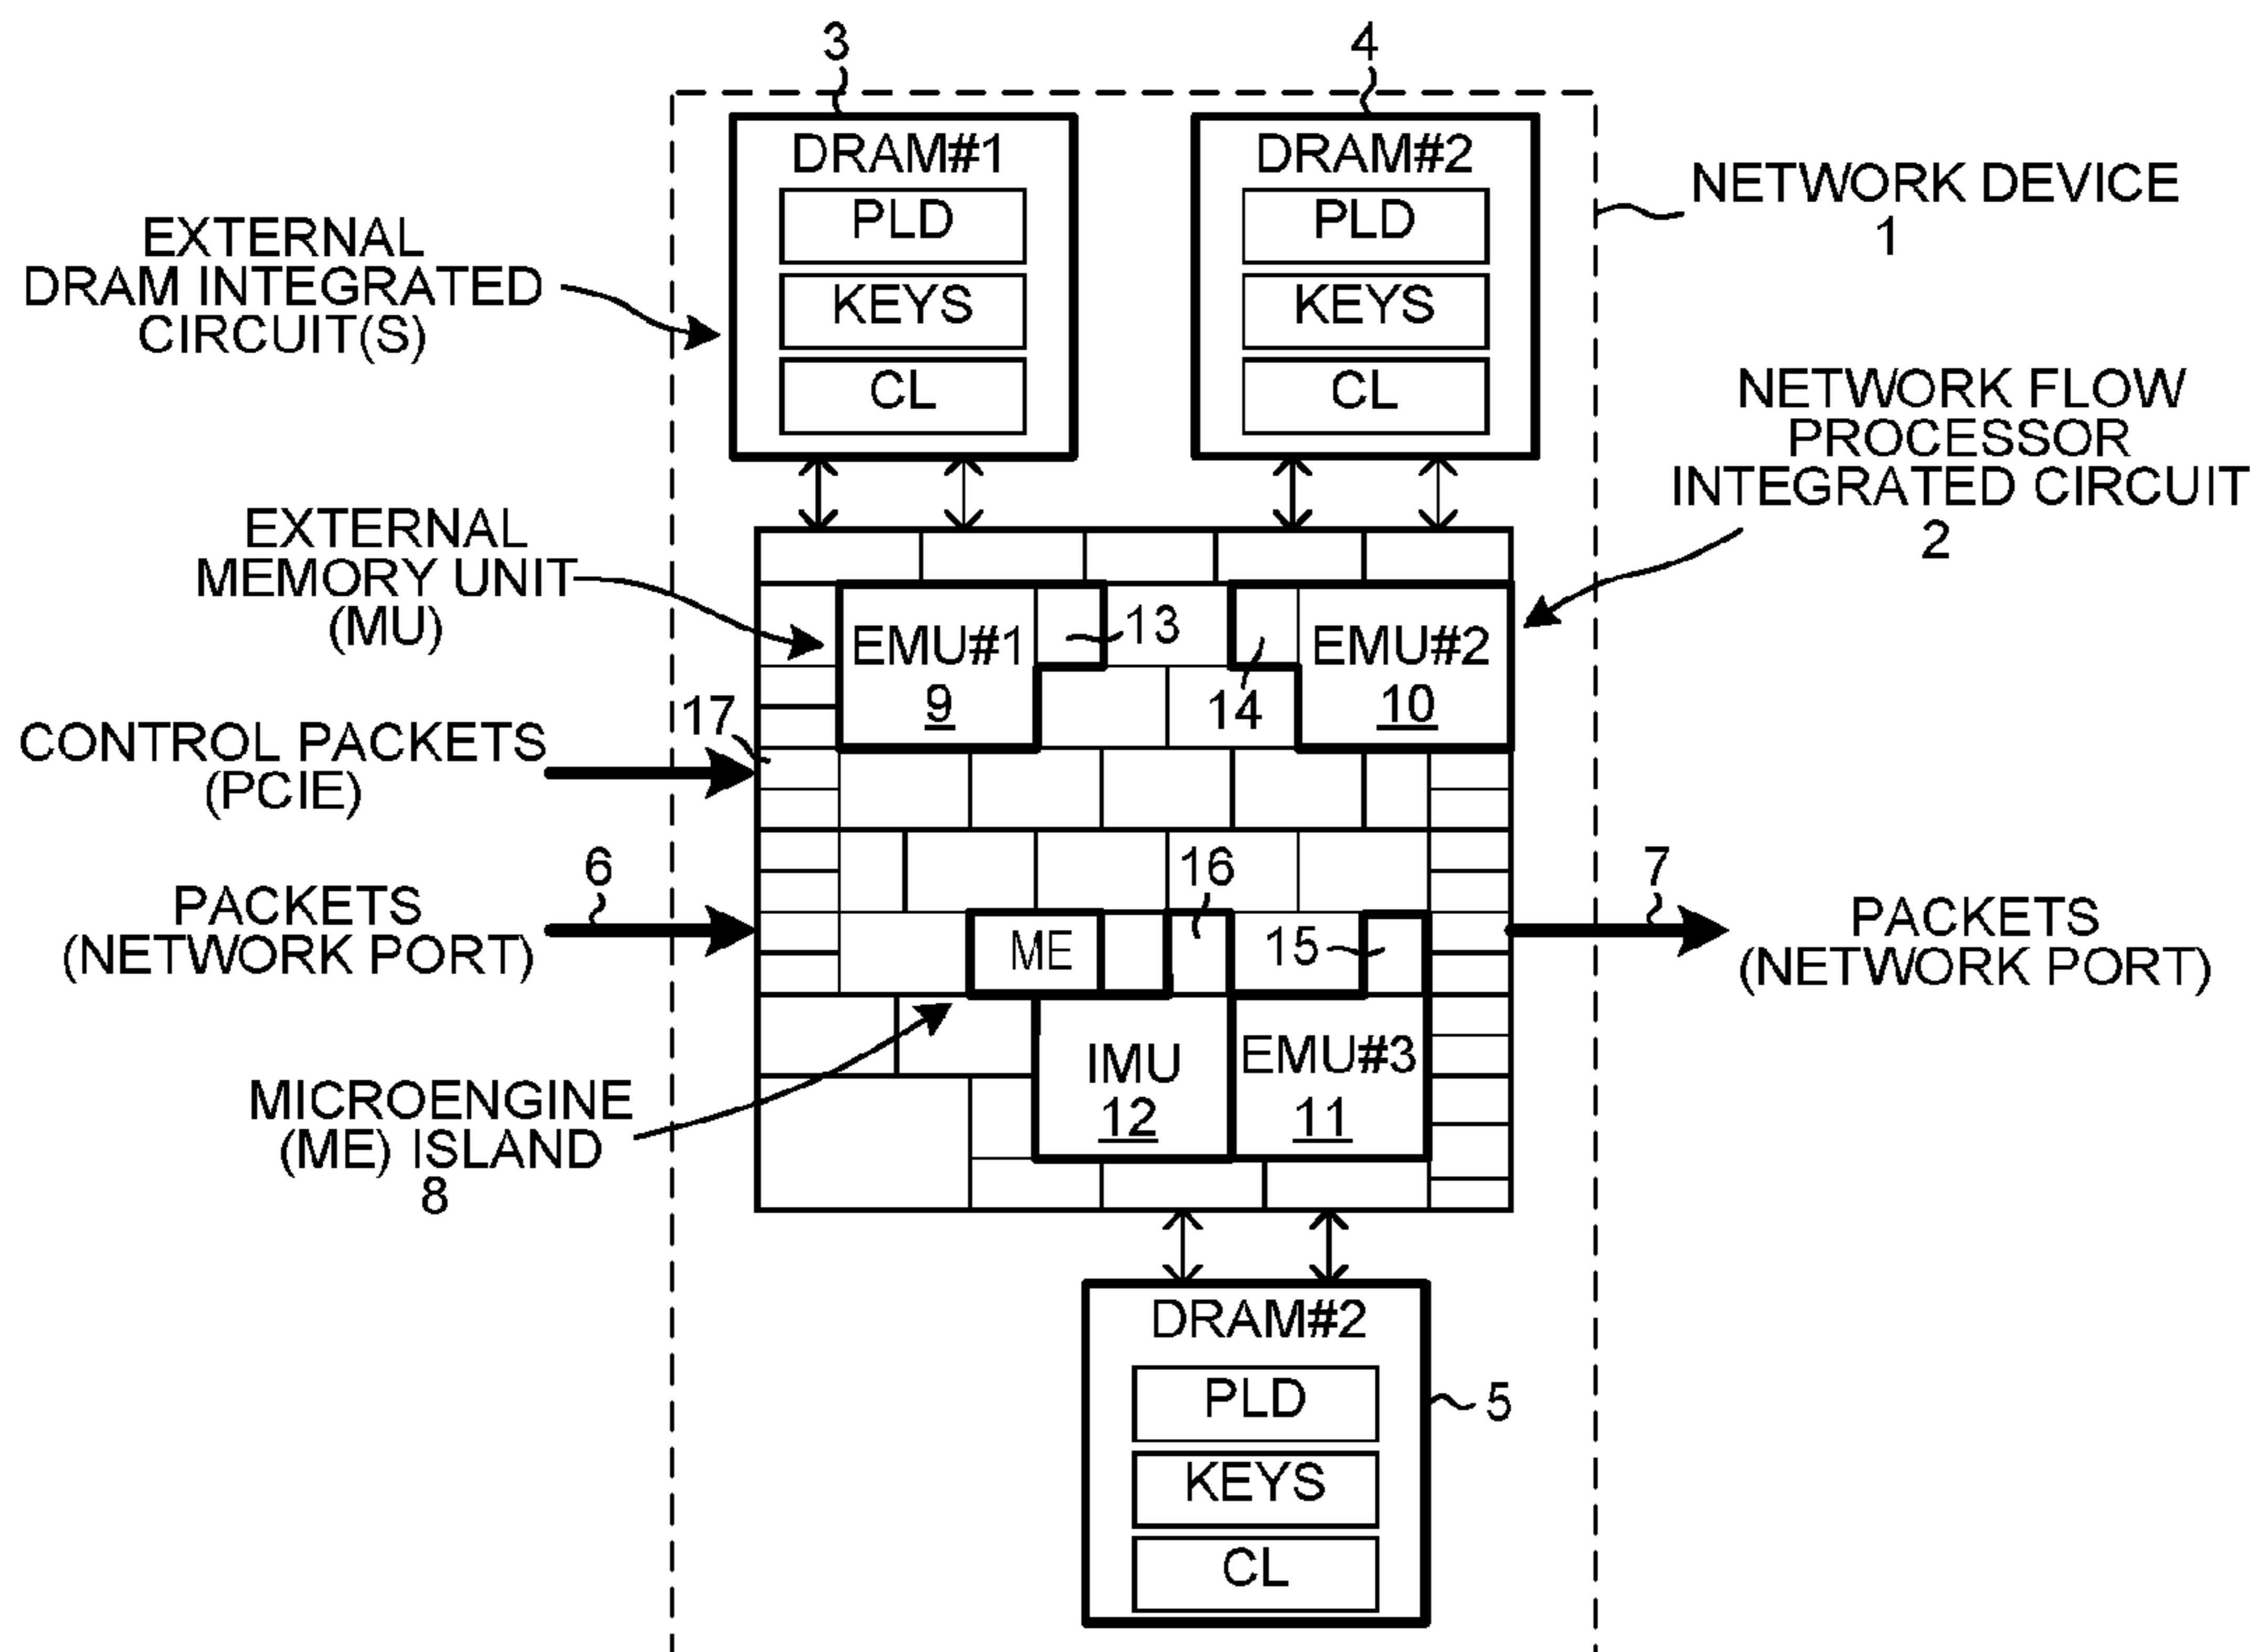 3
4
DRAM#1
PLD
KEYS
CL
DRAM#2
PLD
KEYS
CL
NETWORK DEVICE
1
EXTERNAL
DRAM INTEGRATED
CIRCUIT(S)
NETWORK FLOW
PROCESSOR
INTEGRATED CIRCUIT
2
EXTERNAL
MEMORY UNIT
(MU)
EMU#1
9
13
14
EMU#2
10
17
CONTROL PACKETS
(PCIE)
6
PACKETS
(NETWORK PORT)
16
7
PACKETS
(NETWORK PORT)
ME
15
IMU
12
EMU#3
11
MICROENGINE
(ME) ISLAND
8
DRAM#2
PLD
KEYS
CL
5